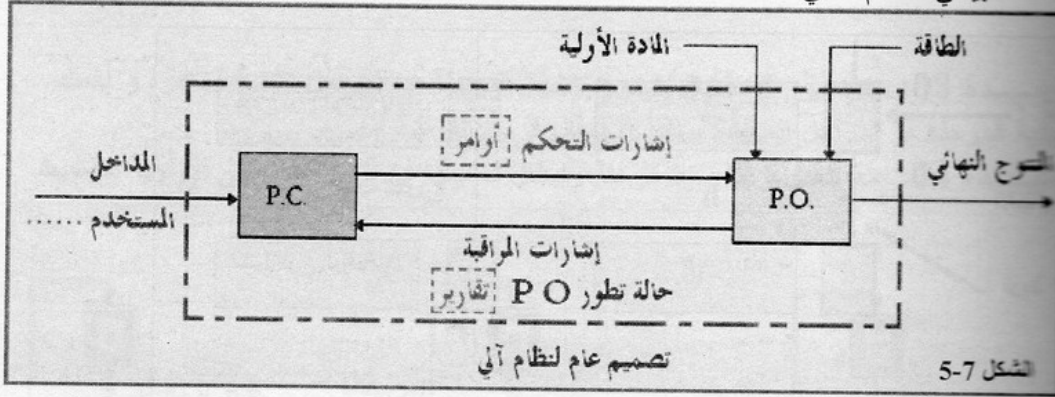 المادة الأولية
الطاقة
إشارات التحكم أوامر
المداخل
المستخدم ......
P.C.
P.O.
النهائي
إشارات المراقبة
حالة تطور P O تقارير
تصميم عام لنظام آلي
الشكل 7-5